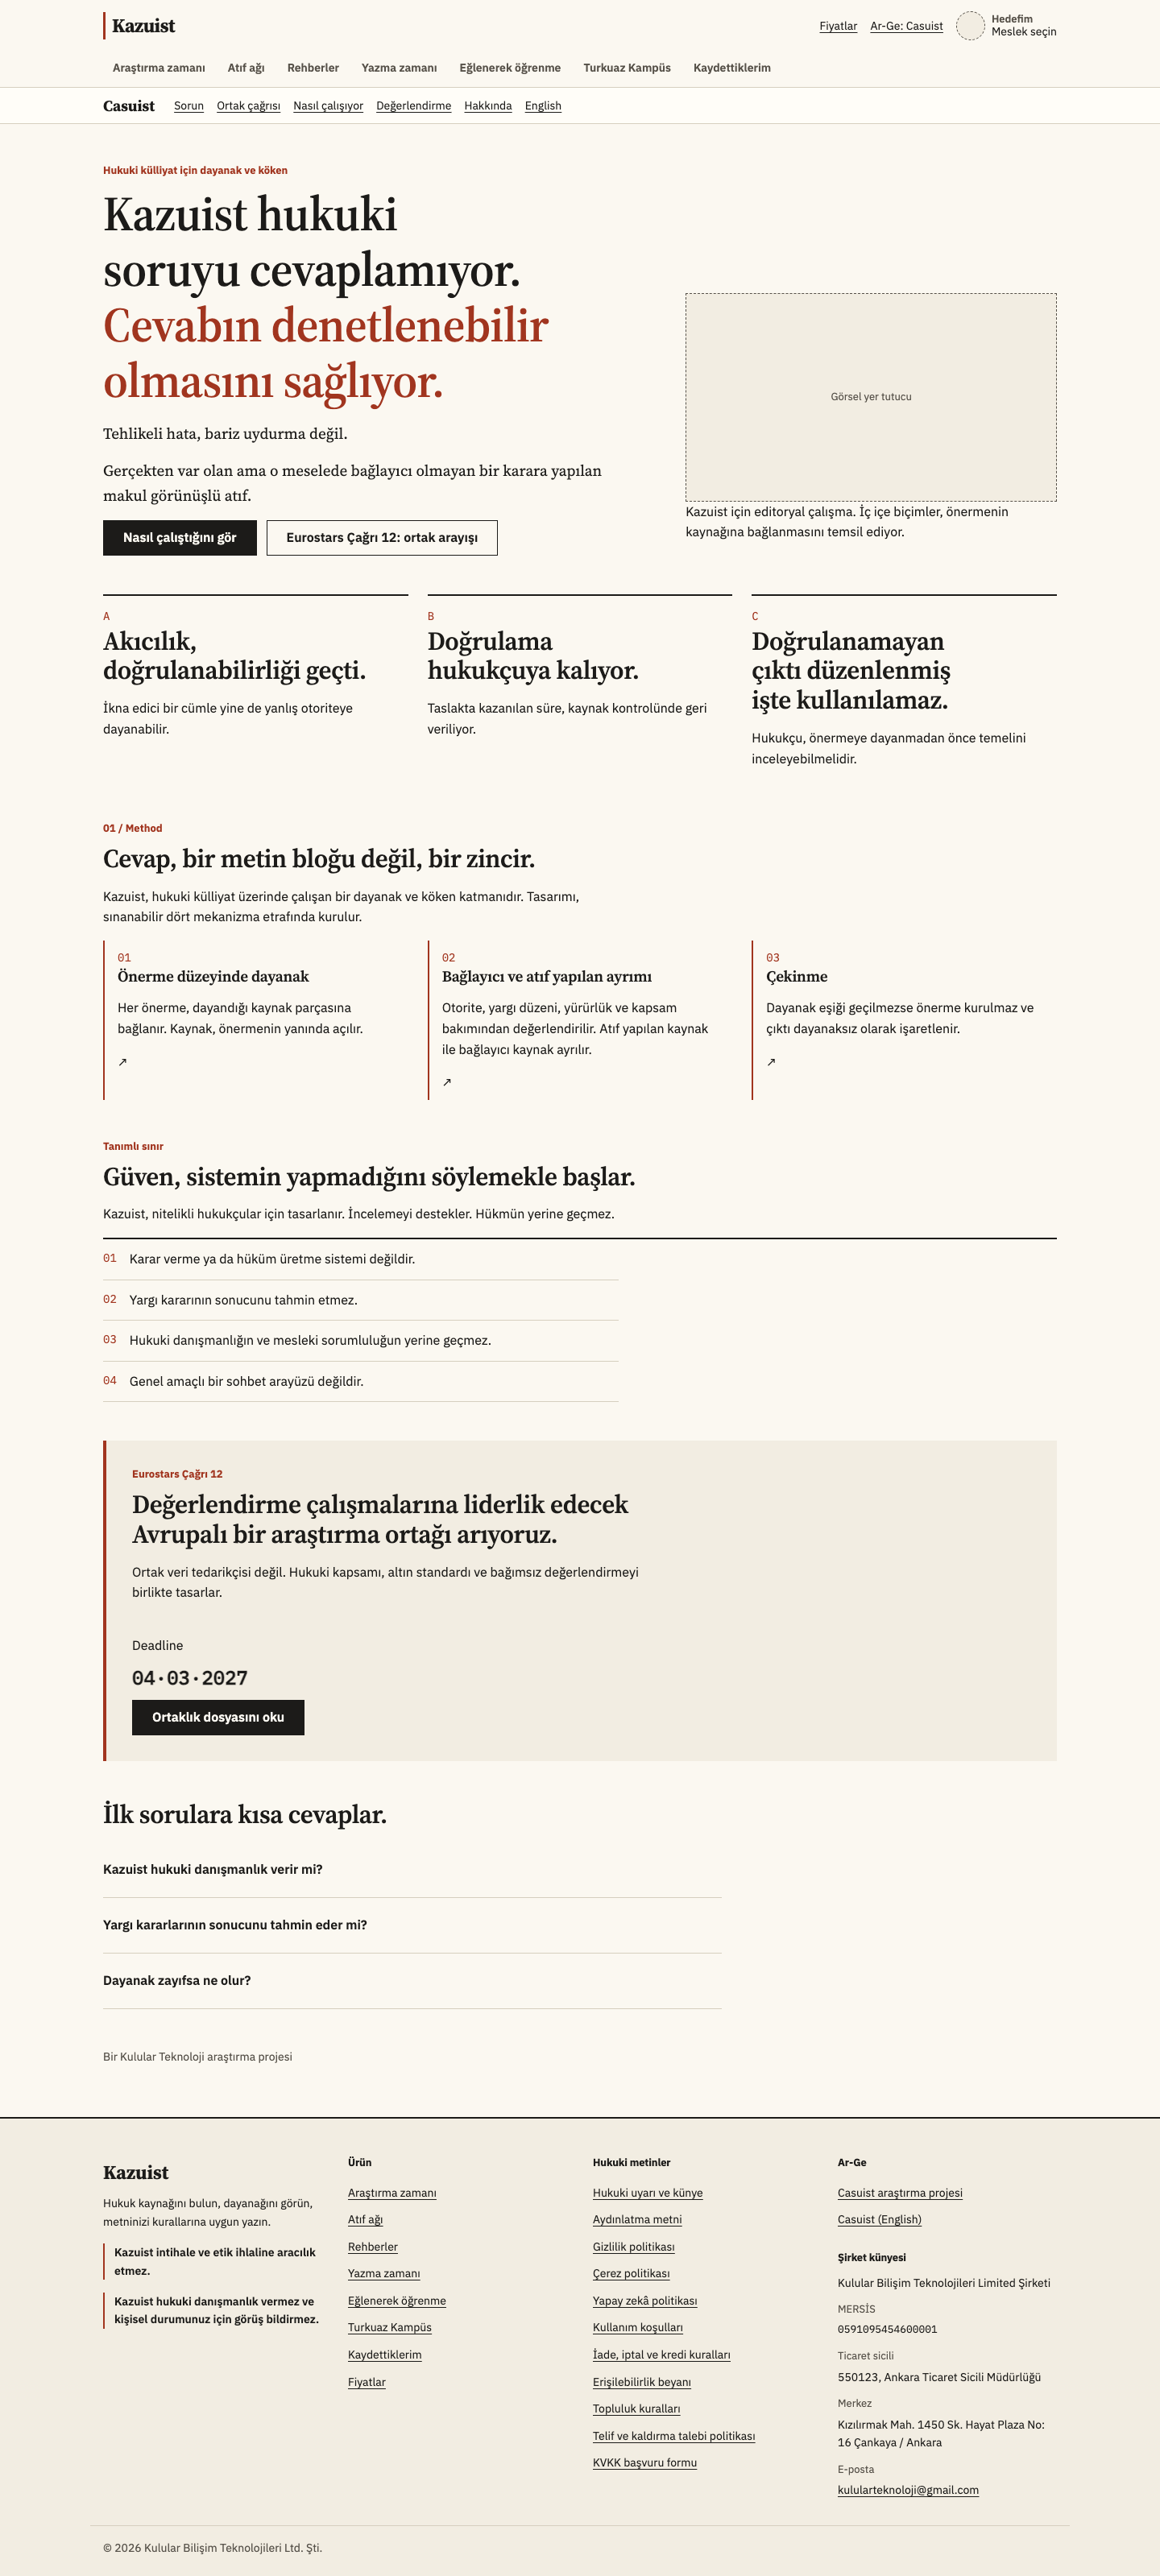 Kazuist
Fiyatlar
Ar-Ge: Casuist
Hedefim
Meslek seçin
Araştırma zamanı
Atıf ağı
Rehberler
Yazma zamanı
Eğlenerek öğrenme
Turkuaz Kampüs
Kaydettiklerim
Casuist
Sorun
Ortak çağrısı
Nasıl çalışıyor
Değerlendirme
Hakkında
English
Hukuki külliyat için dayanak ve köken
Kazuist hukuki
soruyu cevaplamıyor.
Cevabın denetlenebilir
olmasını sağlıyor.
Tehlikeli hata, bariz uydurma değil.
Gerçekten var olan ama o meselede bağlayıcı olmayan bir karara yapılan
makul görünüşlü atıf.
Nasıl çalıştığını gör
Eurostars Çağrı 12: ortak arayışı
Görsel yer tutucu
Kazuist için editoryal çalışma. İç içe biçimler, önermenin
kaynağına bağlanmasını temsil ediyor.
A
Akıcılık,
doğrulanabilirliği geçti.
İkna edici bir cümle yine de yanlış otoriteye
dayanabilir.
B
Doğrulama
hukukçuya kalıyor.
Taslakta kazanılan süre, kaynak kontrolünde geri
veriliyor.
C
Doğrulanamayan
çıktı düzenlenmiş
işte kullanılamaz.
Hukukçu, önermeye dayanmadan önce temelini
inceleyebilmelidir.
01 / Method
Cevap, bir metin bloğu değil, bir zincir.
Kazuist, hukuki külliyat üzerinde çalışan bir dayanak ve köken katmanıdır. Tasarımı,
sınanabilir dört mekanizma etrafında kurulur.
01
Önerme düzeyinde dayanak
Her önerme, dayandığı kaynak parçasına
bağlanır. Kaynak, önermenin yanında açılır.
↗
02
Bağlayıcı ve atıf yapılan ayrımı
Otorite, yargı düzeni, yürürlük ve kapsam
bakımından değerlendirilir. Atıf yapılan kaynak
ile bağlayıcı kaynak ayrılır.
↗
03
Çekinme
Dayanak eşiği geçilmezse önerme kurulmaz ve
çıktı dayanaksız olarak işaretlenir.
↗
Tanımlı sınır
Güven, sistemin yapmadığını söylemekle başlar.
Kazuist, nitelikli hukukçular için tasarlanır. İncelemeyi destekler. Hükmün yerine geçmez.
01 Karar verme ya da hüküm üretme sistemi değildir.
02 Yargı kararının sonucunu tahmin etmez.
03 Hukuki danışmanlığın ve mesleki sorumluluğun yerine geçmez.
04 Genel amaçlı bir sohbet arayüzü değildir.
Eurostars Çağrı 12
Değerlendirme çalışmalarına liderlik edecek
Avrupalı bir araştırma ortağı arıyoruz.
Ortak veri tedarikçisi değil. Hukuki kapsamı, altın standardı ve bağımsız değerlendirmeyi
birlikte tasarlar.
Deadline
04·03·2027
Ortaklık dosyasını oku
İlk sorulara kısa cevaplar.
Kazuist hukuki danışmanlık verir mi?
Yargı kararlarının sonucunu tahmin eder mi?
Dayanak zayıfsa ne olur?
Bir Kulular Teknoloji araştırma projesi
Kazuist
Hukuk kaynağını bulun, dayanağını görün,
metninizi kurallarına uygun yazın.
Kazuist intihale ve etik ihlaline aracılık
etmez.
Kazuist hukuki danışmanlık vermez ve
kişisel durumunuz için görüş bildirmez.
Ürün
Araştırma zamanı
Atıf ağı
Rehberler
Yazma zamanı
Eğlenerek öğrenme
Turkuaz Kampüs
Kaydettiklerim
Fiyatlar
Hukuki metinler
Hukuki uyarı ve künye
Aydınlatma metni
Gizlilik politikası
Çerez politikası
Yapay zekâ politikası
Kullanım koşulları
İade, iptal ve kredi kuralları
Erişilebilirlik beyanı
Topluluk kuralları
Telif ve kaldırma talebi politikası
KVKK başvuru formu
Ar-Ge
Casuist araştırma projesi
Casuist (English)
Şirket künyesi
Kulular Bilişim Teknolojileri Limited Şirketi
MERSİS
0591095454600001
Ticaret sicili
550123, Ankara Ticaret Sicili Müdürlüğü
Merkez
Kızılırmak Mah. 1450 Sk. Hayat Plaza No:
16 Çankaya / Ankara
E-posta
kulularteknoloji@gmail.com
© 2026 Kulular Bilişim Teknolojileri Ltd. Şti.